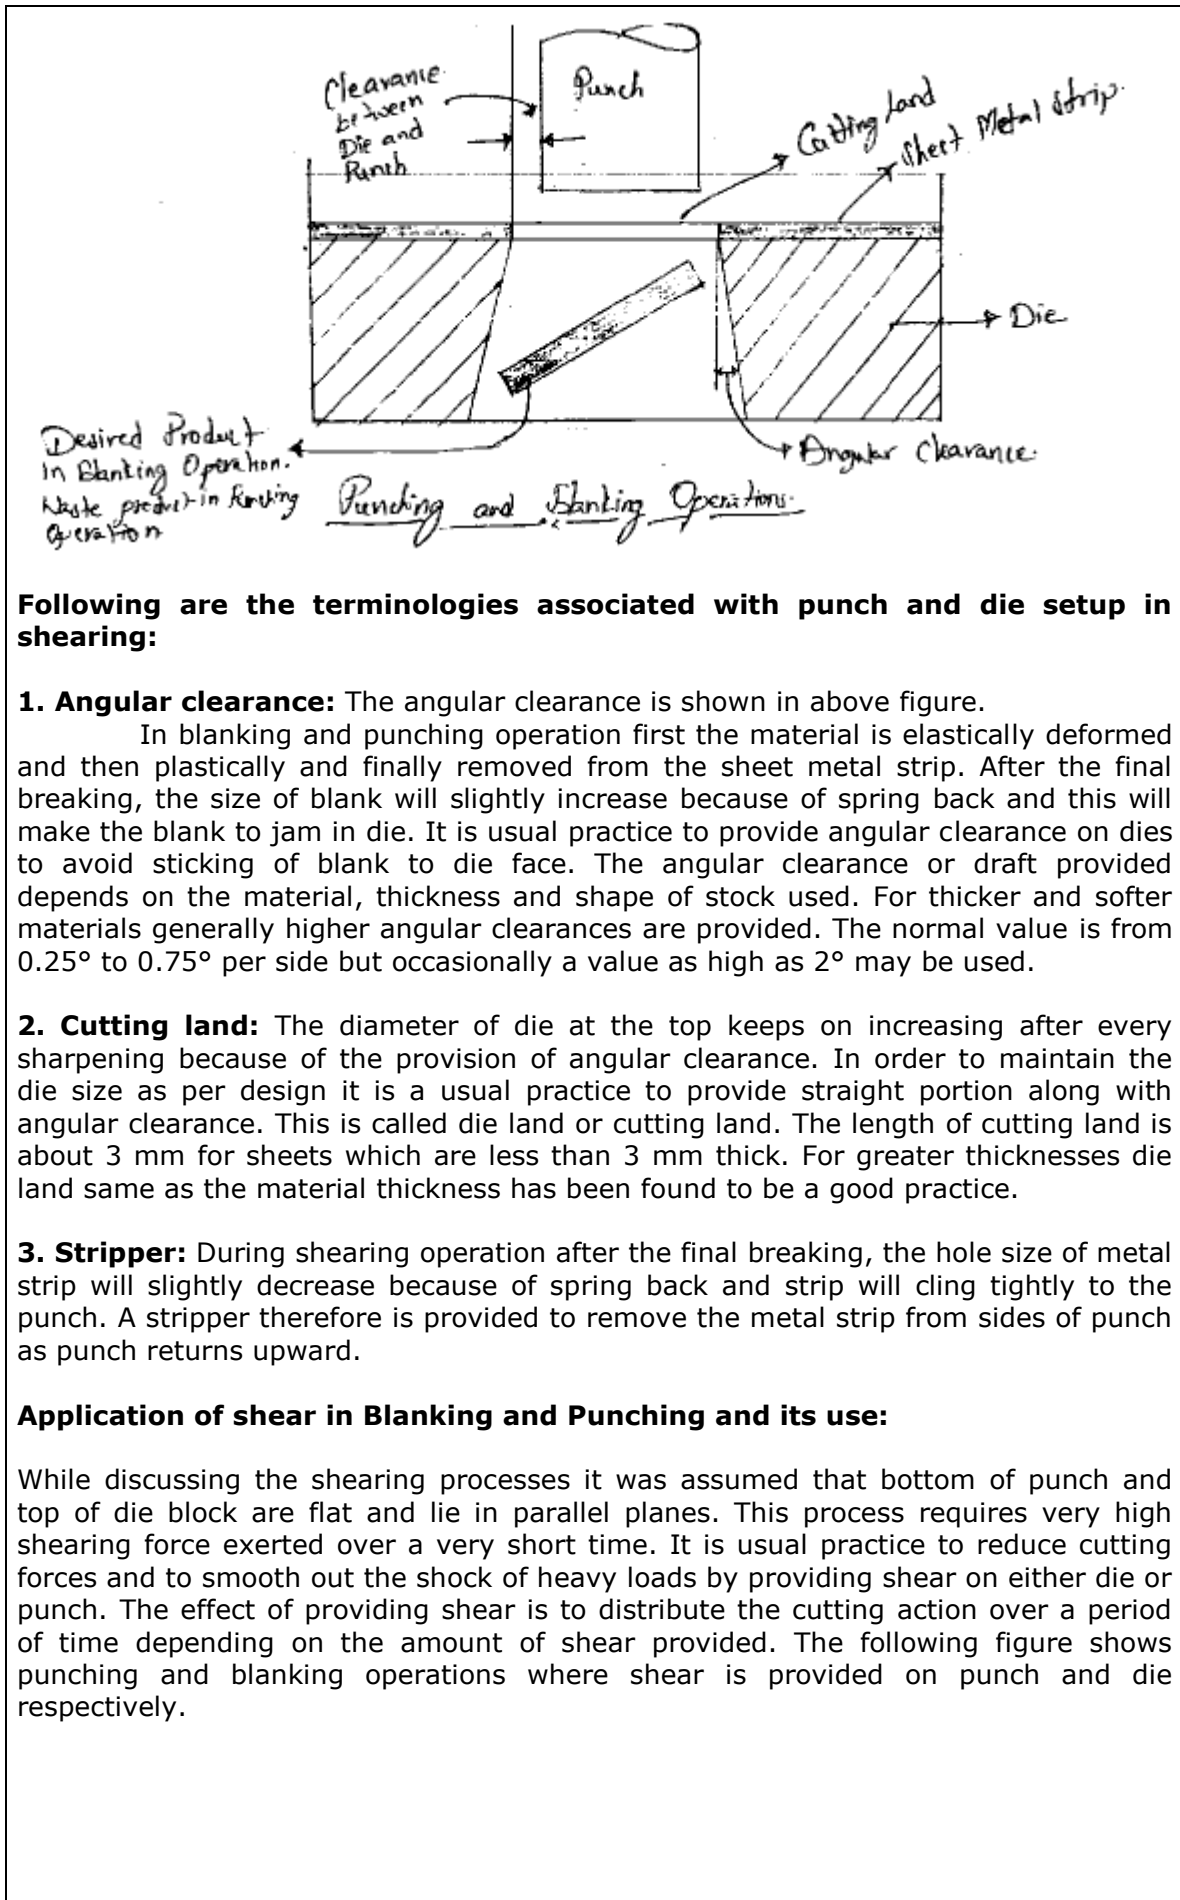 Clearance
between
Die and
Punch
Punch
Cutting land
Sheet Metal Strip.
Die
Desired Product
In Blanking Operation.
Waste product in Punching
Operation
Angular Clearance.
Punching and Blanking Operations.
Following are the terminologies associated with punch and die setup in
shearing:
1. Angular clearance: The angular clearance is shown in above figure.
In blanking and punching operation first the material is elastically deformed
and then plastically and finally removed from the sheet metal strip. After the final
breaking, the size of blank will slightly increase because of spring back and this will
make the blank to jam in die. It is usual practice to provide angular clearance on dies
to avoid sticking of blank to die face. The angular clearance or draft provided
depends on the material, thickness and shape of stock used. For thicker and softer
materials generally higher angular clearances are provided. The normal value is from
0.25° to 0.75° per side but occasionally a value as high as 2° may be used.
2. Cutting land: The diameter of die at the top keeps on increasing after every
sharpening because of the provision of angular clearance. In order to maintain the
die size as per design it is a usual practice to provide straight portion along with
angular clearance. This is called die land or cutting land. The length of cutting land is
about 3 mm for sheets which are less than 3 mm thick. For greater thicknesses die
land same as the material thickness has been found to be a good practice.
3. Stripper: During shearing operation after the final breaking, the hole size of metal
strip will slightly decrease because of spring back and strip will cling tightly to the
punch. A stripper therefore is provided to remove the metal strip from sides of punch
as punch returns upward.
Application of shear in Blanking and Punching and its use:
While discussing the shearing processes it was assumed that bottom of punch and
top of die block are flat and lie in parallel planes. This process requires very high
shearing force exerted over a very short time. It is usual practice to reduce cutting
forces and to smooth out the shock of heavy loads by providing shear on either die or
punch. The effect of providing shear is to distribute the cutting action over a period
of time depending on the amount of shear provided. The following figure shows
punching and blanking operations where shear is provided on punch and die
respectively.